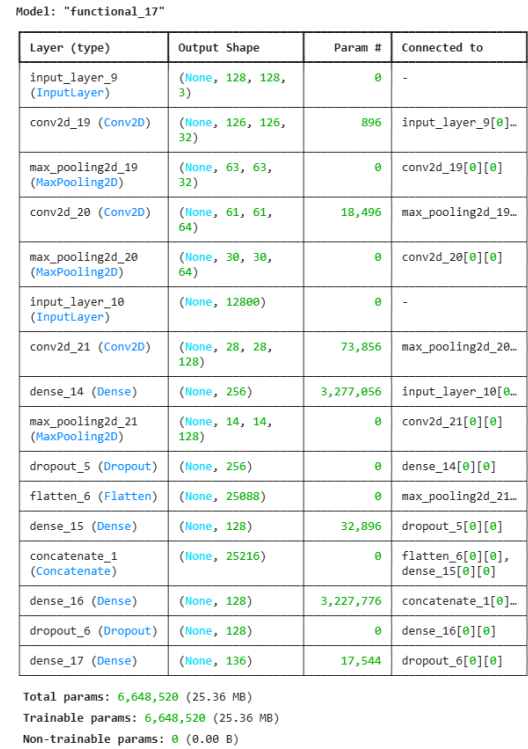 Model: "functional_17"
Layer (type) Output Shape Param # Connected to
input_layer_9 (None, 128, 128, 0 -
(InputLayer) 3)
conv2d_19 (Conv2D) (None, 126, 126, 896 input_layer_9[0]…
32)
max_pooling2d_19 (None, 63, 63, 0 conv2d_19[0][0]
(MaxPooling2D) 32)
conv2d_20 (Conv2D) (None, 61, 61, 18,496 max_pooling2d_19…
64)
max_pooling2d_20 (None, 30, 30, 0 conv2d_20[0][0]
(MaxPooling2D) 64)
input_layer_10 (None, 12800) 0 -
(InputLayer)
conv2d_21 (Conv2D) (None, 28, 28, 73,856 max_pooling2d_20…
128)
dense_14 (Dense) (None, 256) 3,277,056 input_layer_10[0…
max_pooling2d_21 (None, 14, 14, 0 conv2d_21[0][0]
(MaxPooling2D) 128)
dropout_5 (Dropout) (None, 256) 0 dense_14[0][0]
flatten_6 (Flatten) (None, 25088) 0 max_pooling2d_21…
dense_15 (Dense) (None, 128) 32,896 dropout_5[0][0]
concatenate_1 (None, 25216) 0 flatten_6[0][0],
(Concatenate) dense_15[0][0]
dense_16 (Dense) (None, 128) 3,227,776 concatenate_1[0]…
dropout_6 (Dropout) (None, 128) 0 dense_16[0][0]
dense_17 (Dense) (None, 136) 17,544 dropout_6[0][0]
Total params: 6,648,520 (25.36 MB)
Trainable params: 6,648,520 (25.36 MB)
Non-trainable params: 0 (0.00 B)